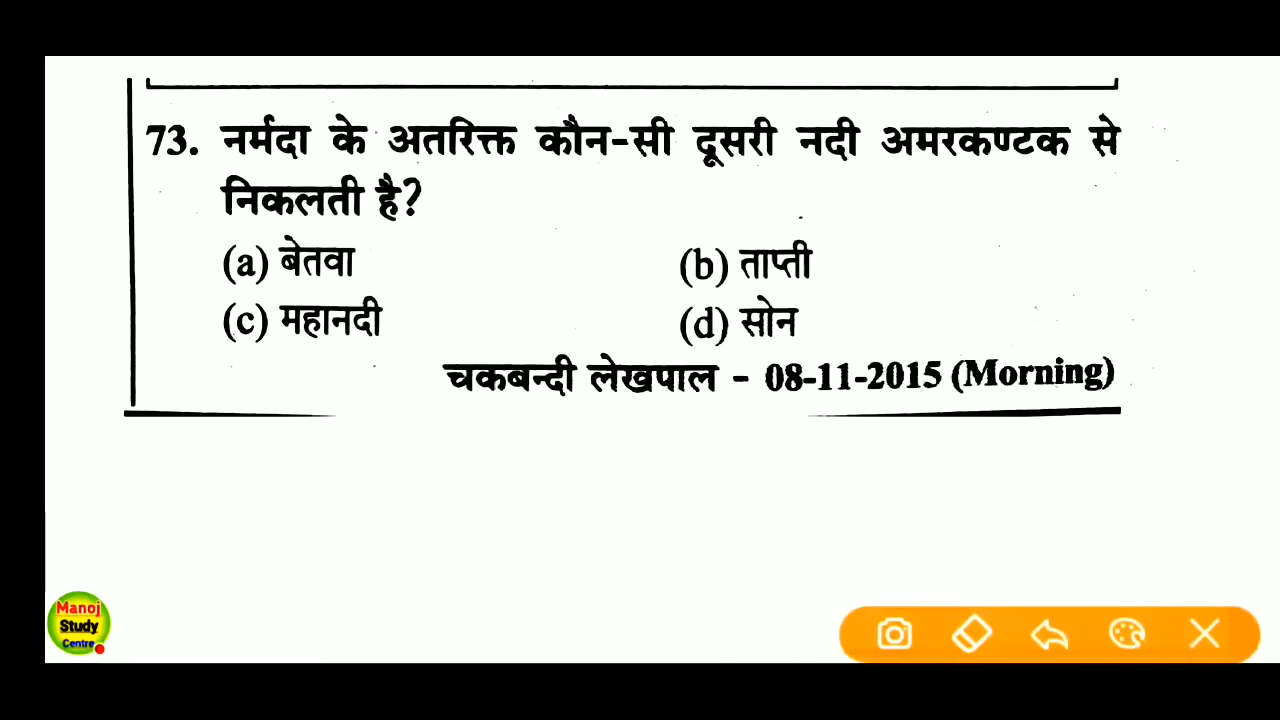 73. नर्मदा के अतरिक्त कौन-सी दूसरी नदी अमरकण्टक से
निकलती है?
(a) बेतवा (b) ताप्ती
(c) महानदी (d) सोन
चकबन्दी लेखपाल - 08-11-2015 (Morning)
Manoj
Study
Centre